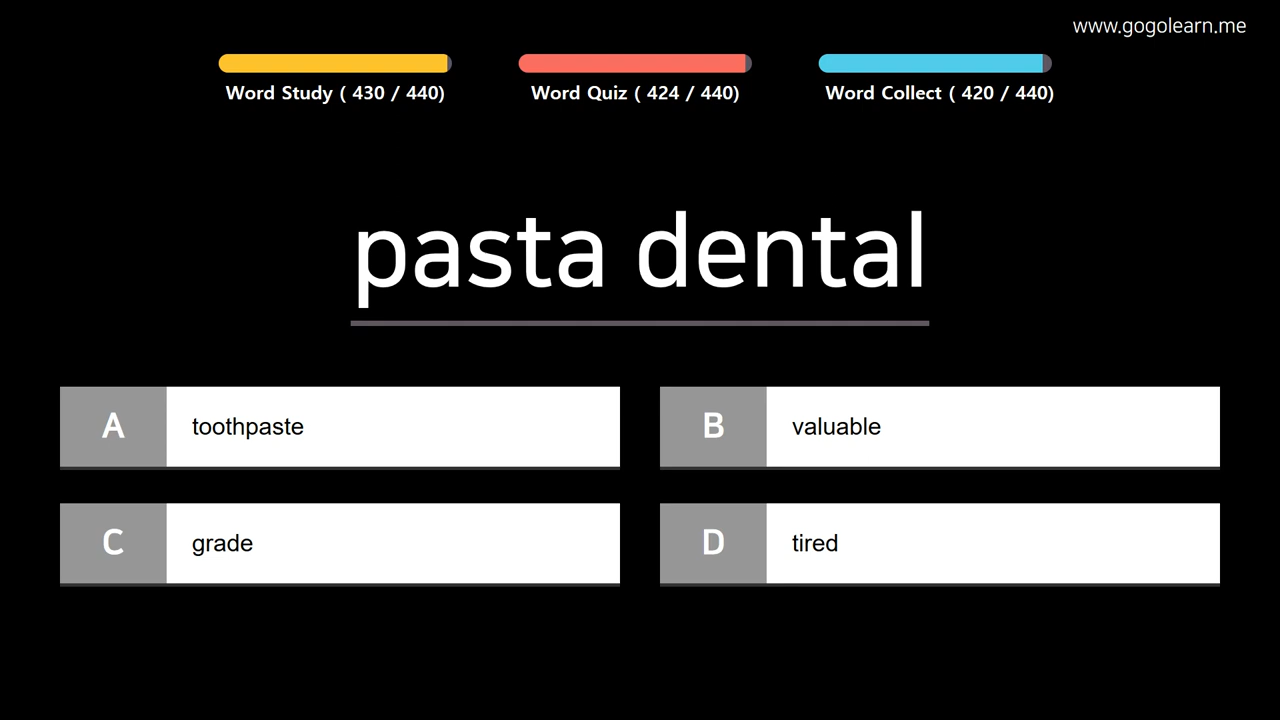 www.gogolearn.me
Word Study ( 430 / 440)
Word Quiz ( 424 / 440)
Word Collect ( 420 / 440)
pasta dental
A
toothpaste
B
valuable
C
grade
D
tired